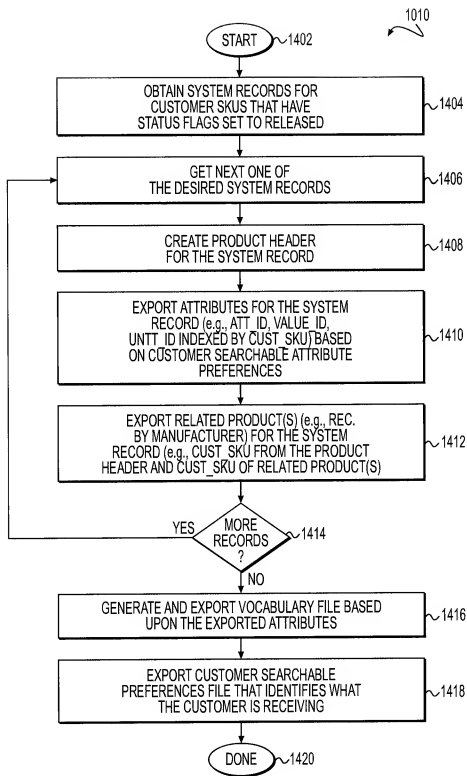 1010
START
1402
OBTAIN SYSTEM RECORDS FOR
CUSTOMER SKUS THAT HAVE
STATUS FLAGS SET TO RELEASED
1404
GET NEXT ONE OF
THE DESIRED SYSTEM RECORDS
1406
CREATE PRODUCT HEADER
FOR THE SYSTEM RECORD
1408
EXPORT ATTRIBUTES FOR THE SYSTEM
RECORD (e.g., ATT_ID, VALUE_ID,
UNTT_ID INDEXED BY CUST_SKU) BASED
ON CUSTOMER SEARCHABLE ATTRIBUTE
PREFERENCES
1410
EXPORT RELATED PRODUCT(S) (e.g., REC.
BY MANUFACTURER) FOR THE SYSTEM
RECORD (e.g., CUST_SKU FROM THE PRODUCT
HEADER AND CUST_SKU OF RELATED PRODUCT(S)
1412
YES
MORE
RECORDS
?
1414
NO
GENERATE AND EXPORT VOCABULARY FILE BASED
UPON THE EXPORTED ATTRIBUTES
1416
EXPORT CUSTOMER SEARCHABLE
PREFERENCES FILE THAT IDENTIFIES WHAT
THE CUSTOMER IS RECEIVING
1418
DONE
1420